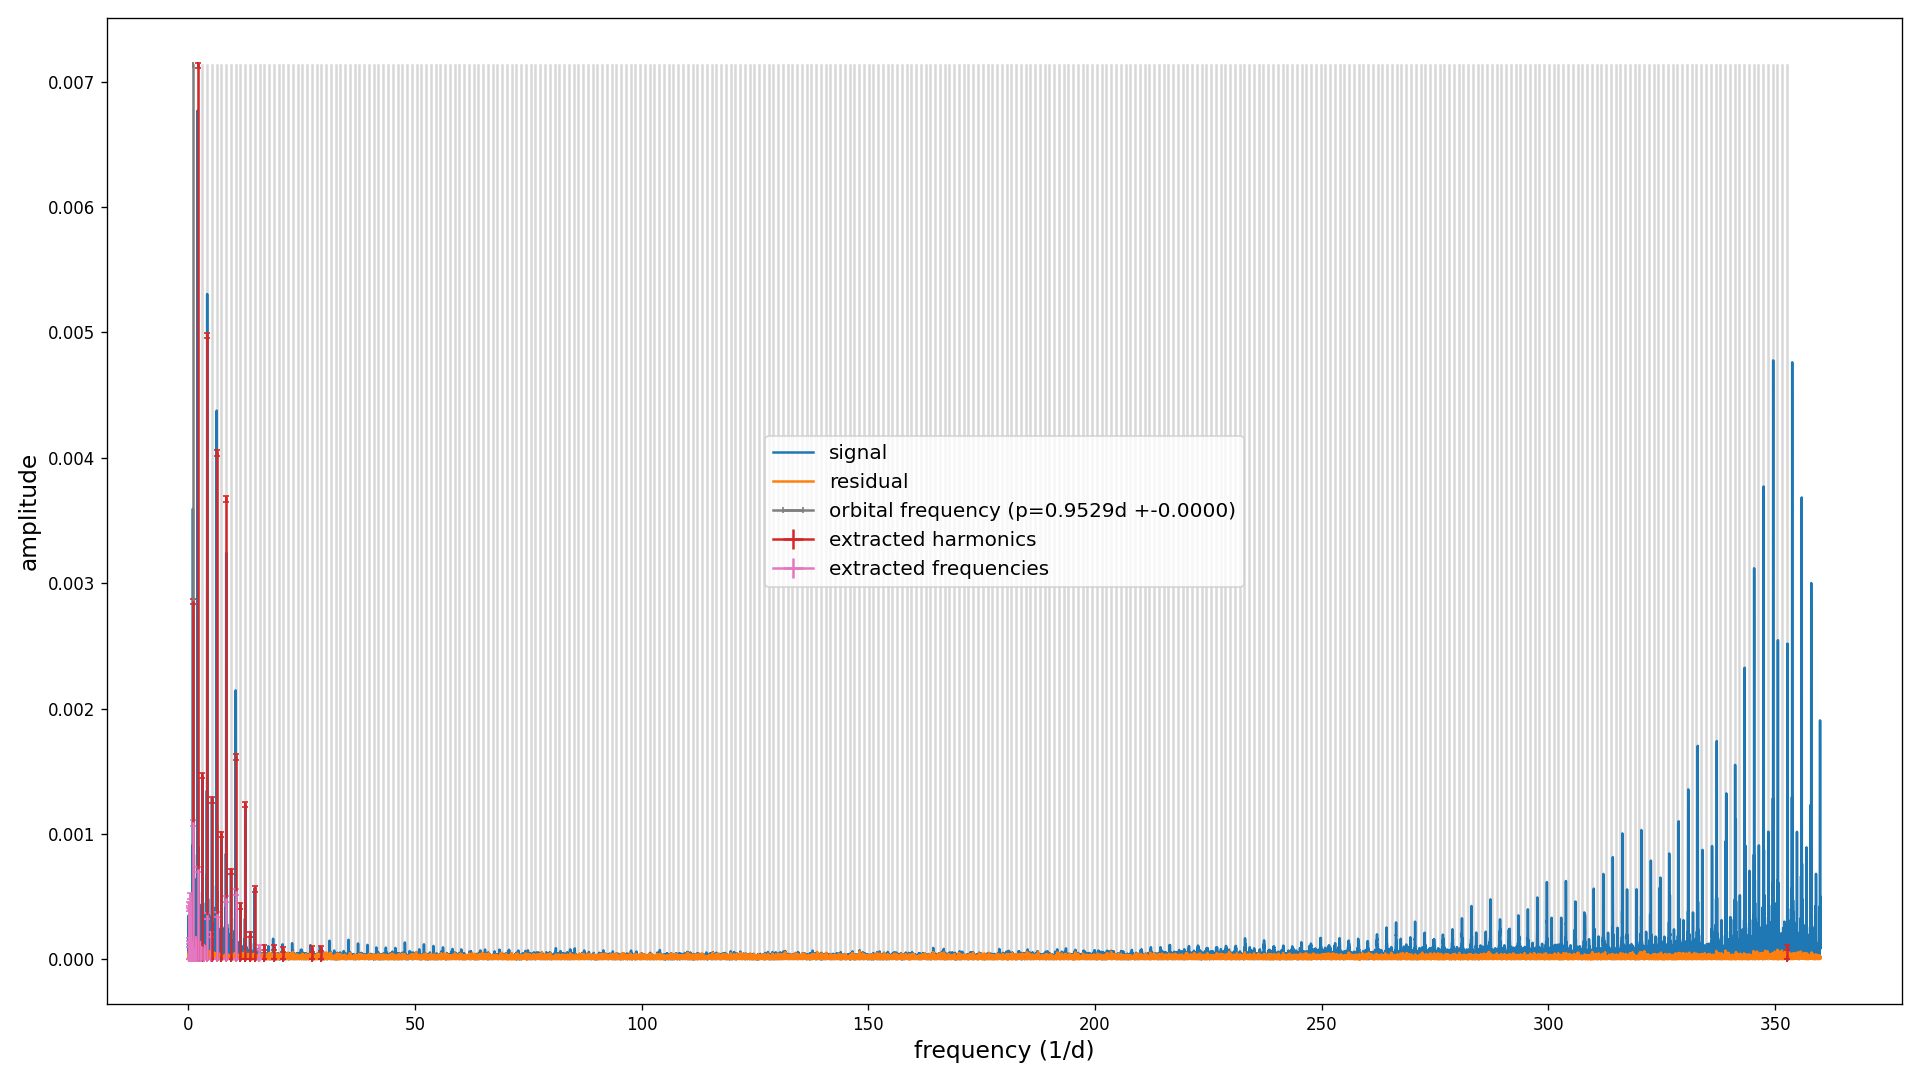 0.007
0.006
0.005
0.004
0.003
0.002
0.001
0.000
amplitude
signal
residual
orbital frequency (p=0.9529d +-0.0000)
extracted harmonics
extracted frequencies
0 50 100 150 200 250 300 350
frequency (1/d)